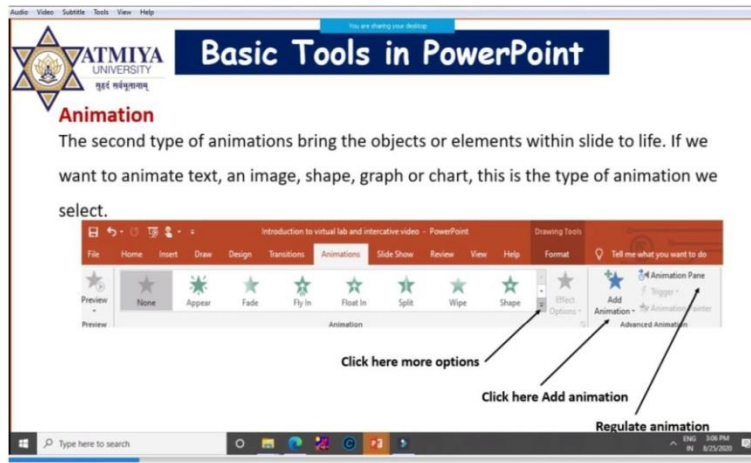 Audio Video Subtitle Tools View Help
You are sharing your desktop
ATMIYA
UNIVERSITY
सुहृदं सर्वभूतानाम्
Basic Tools in PowerPoint
Animation
The second type of animations bring the objects or elements within slide to life. If we
want to animate text, an image, shape, graph or chart, this is the type of animation we
select.
Introduction to virtual lab and intercative video - PowerPoint Drawing Tools
File Home Insert Draw Design Transitions Animations Slide Show Review View Help Format Tell me what you want to do
Preview
None Appear Fade Fly In Float In Split Wipe Shape
Effect
Options
Add
Animation
Animation Pane
Trigger
Animation Painter
Preview Animation Advanced Animation
Click here more options
Click here Add animation
Regulate animation
Type here to search
ENG 3:06 PM
IN 8/25/2020